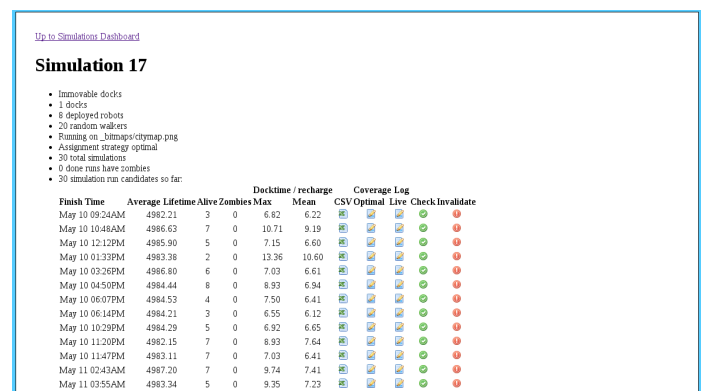 Up to Simulations Dashboard
Simulation 17
Immovable docks
1 docks
8 deployed robots
20 random walkers
Running on _bitmaps/citymap.png
Assignment strategy optimal
30 total simulations
0 done runs have zombies
30 simulation run candidates so far:
Docktime / recharge Coverage Log
Finish Time Average Lifetime Alive Zombies Max Mean CSV Optimal Live Check Invalidate
May 10 09:24AM 4982.21 3 0 6.82 6.22
May 10 10:48AM 4986.63 7 0 10.71 9.19
May 10 12:12PM 4985.90 5 0 7.15 6.60
May 10 01:33PM 4983.38 2 0 13.36 10.60
May 10 03:26PM 4986.80 6 0 7.03 6.61
May 10 04:50PM 4984.44 8 0 8.93 6.94
May 10 06:07PM 4984.53 4 0 7.50 6.41
May 10 06:14PM 4984.21 3 0 6.55 6.12
May 10 10:29PM 4984.29 5 0 6.92 6.65
May 10 11:20PM 4982.15 7 0 8.93 7.64
May 10 11:47PM 4983.11 7 0 7.03 6.41
May 11 02:43AM 4987.20 7 0 9.74 7.41
May 11 03:55AM 4983.34 5 0 9.35 7.23